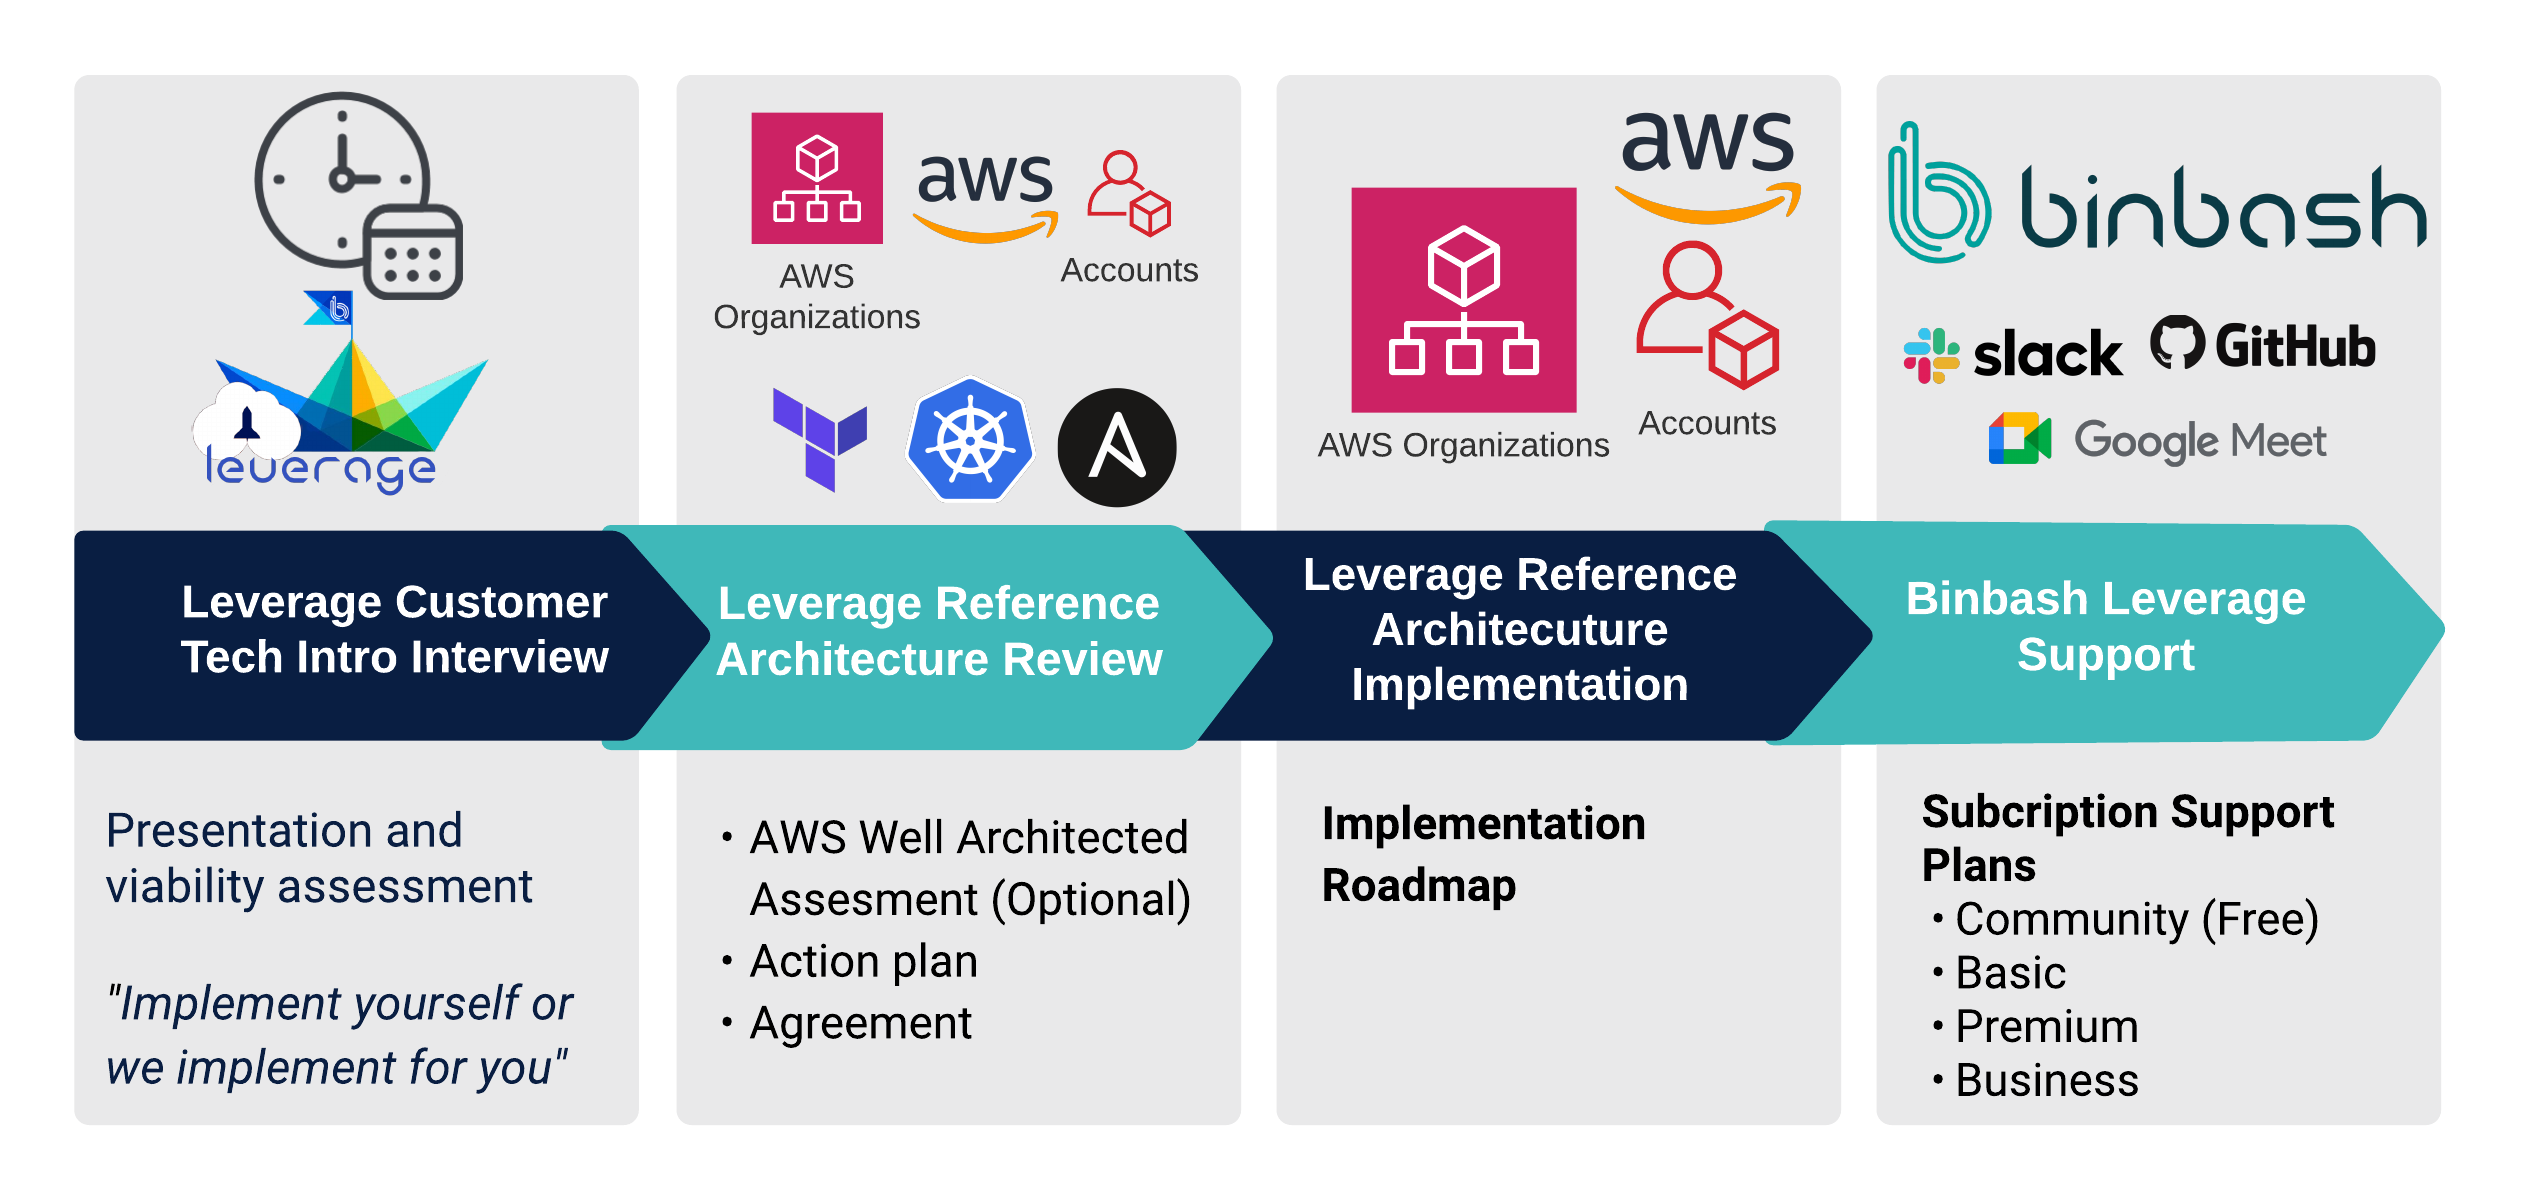 leverage
Leverage Customer
Tech Intro Interview
Presentation and
viability assessment
"Implement yourself or
we implement for you"
aws
AWS
Organizations
Accounts
Leverage Reference
Architecture Review
• AWS Well Architected
Assesment (Optional)
• Action plan
• Agreement
aws
AWS Organizations
Accounts
Leverage Reference
Architecuture
Implementation
Implementation
Roadmap
binbash
slack
GitHub
Google Meet
Binbash Leverage
Support
Subcription Support
Plans
• Community (Free)
• Basic
• Premium
• Business